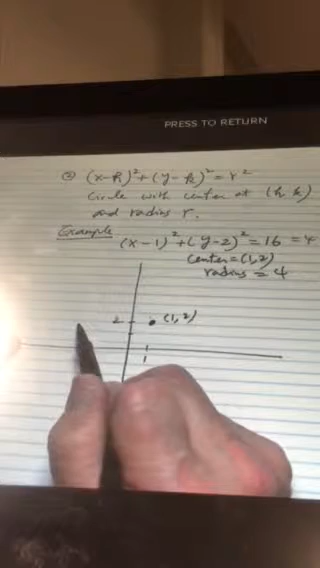 PRESS TO RETURN
② (x-h)²+(y-k)²=r²
Circle with center at (h, k)
and radius r.
Example
(x-1)²+(y-2)²=16=4
center=(1,2)
radius=4
2 (1,2)
1